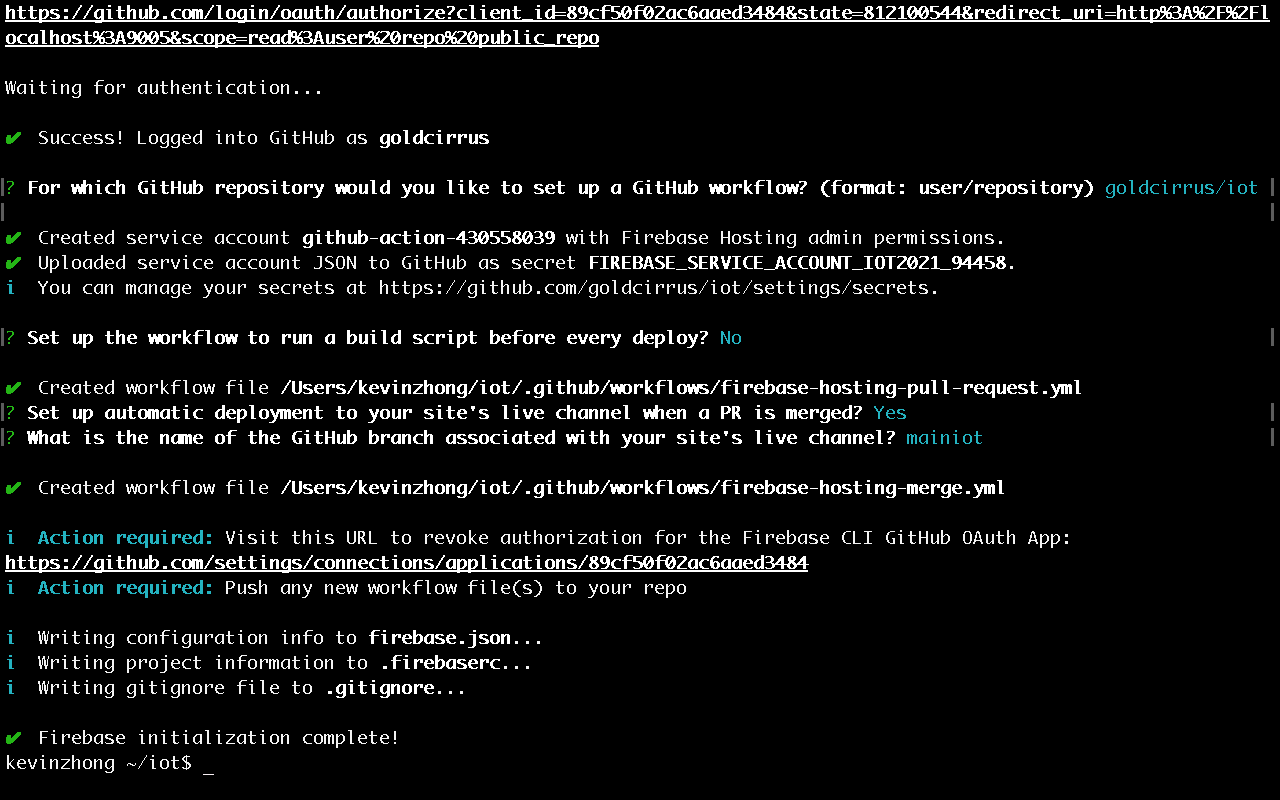 https://github.com/login/oauth/authorize?client_id=89cf50f02ac6aaed3484&state=812100544&redirect_uri=http%3A%2F%2Fl
ocalhost%3A9005&scope=read%3Auser%20repo%20public_repo
Waiting for authentication...
✔ Success! Logged into GitHub as goldcirrus
? For which GitHub repository would you like to set up a GitHub workflow? (format: user/repository) goldcirrus/iot
✔ Created service account github-action-430558039 with Firebase Hosting admin permissions.
✔ Uploaded service account JSON to GitHub as secret FIREBASE_SERVICE_ACCOUNT_IOT2021_94458.
i You can manage your secrets at https://github.com/goldcirrus/iot/settings/secrets.
? Set up the workflow to run a build script before every deploy? No
✔ Created workflow file /Users/kevinzhong/iot/.github/workflows/firebase-hosting-pull-request.yml
? Set up automatic deployment to your site's live channel when a PR is merged? Yes
? What is the name of the GitHub branch associated with your site's live channel? mainiot
✔ Created workflow file /Users/kevinzhong/iot/.github/workflows/firebase-hosting-merge.yml
i Action required: Visit this URL to revoke authorization for the Firebase CLI GitHub OAuth App:
https://github.com/settings/connections/applications/89cf50f02ac6aaed3484
i Action required: Push any new workflow file(s) to your repo
i Writing configuration info to firebase.json...
i Writing project information to .firebaserc...
i Writing gitignore file to .gitignore...
✔ Firebase initialization complete!
kevinzhong ~/iot$ _